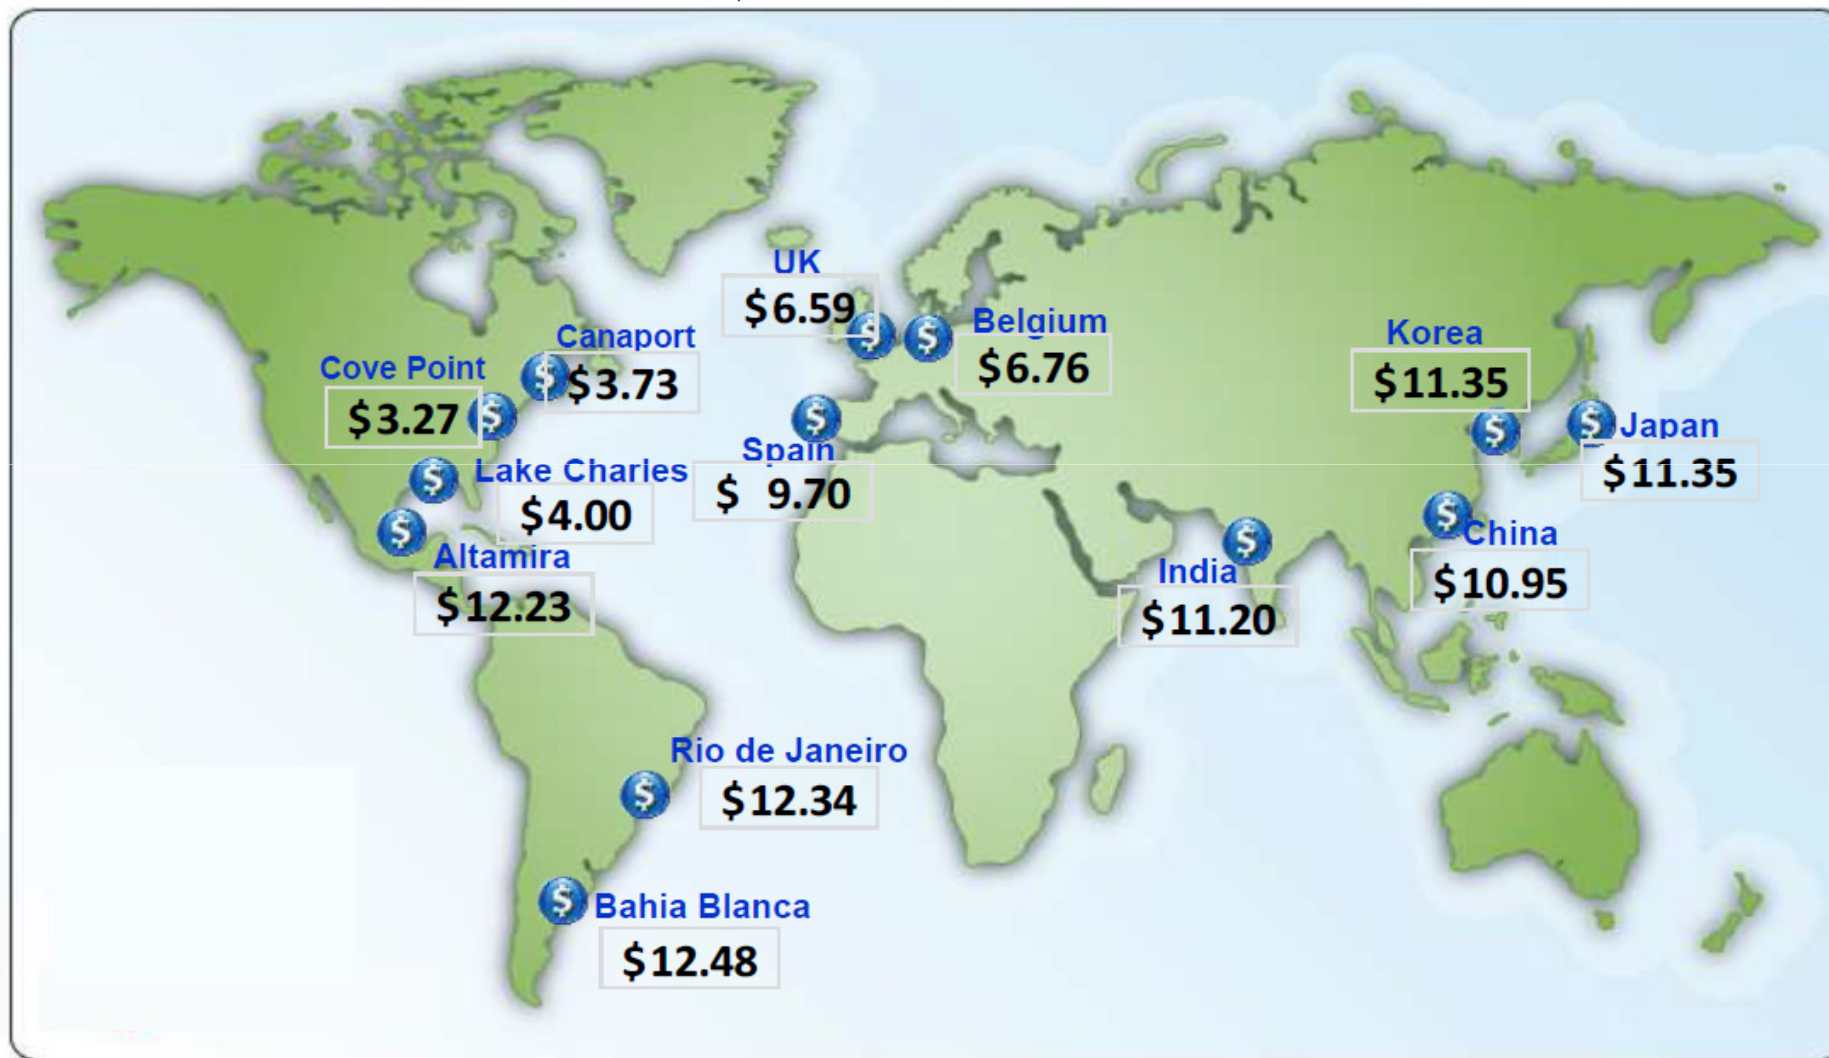 UK
$6.59
Belgium
$6.76
Canaport
$3.73
Cove Point
$3.27
Korea
$11.35
Japan
$11.35
Spain
$ 9.70
Lake Charles
$4.00
China
$10.95
Altamira
$12.23
India
$11.20
Rio de Janeiro
$12.34
Bahia Blanca
$12.48